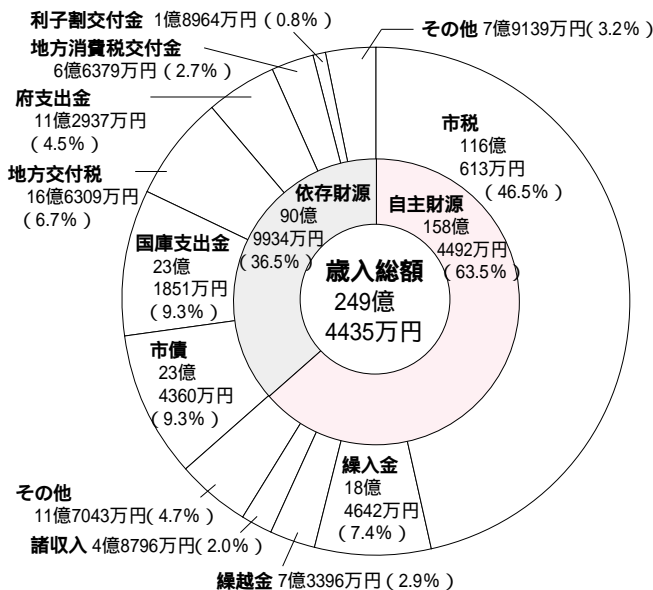 利子割交付金 1億8964万円(0.8%)
地方消費税交付金
6億6379万円(2.7%)
府支出金
11億2937万円
(4.5%)
地方交付税
16億6309万円
(6.7%)
国庫支出金
23億
1851万円
(9.3%)
市債
23億
4360万円
(9.3%)
その他 7億9139万円(3.2%)
市税
116億
613万円
(46.5%)
依存財源
90億
9934万円
(36.5%)
自主財源
158億
4492万円
(63.5%)
歳入総額
249億
4435万円
繰入金
18億
4642万円
(7.4%)
その他
11億7043万円(4.7%)
諸収入 4億8796万円(2.0%)
繰越金 7億3396万円(2.9%)